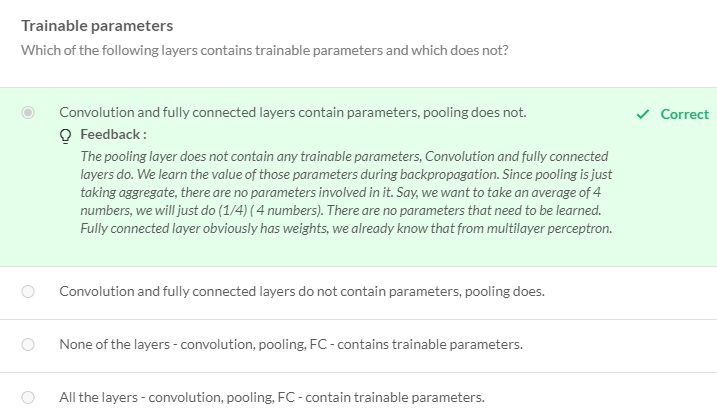 Trainable parameters
Which of the following layers contains trainable parameters and which does not?
Convolution and fully connected layers contain parameters, pooling does not.
Correct
Feedback :
The pooling layer does not contain any trainable parameters, Convolution and fully connected
layers do. We learn the value of those parameters during backpropagation. Since pooling is just
taking aggregate, there are no parameters involved in it. Say, we want to take an average of 4
numbers, we will just do (1/4) ( 4 numbers). There are no parameters that need to be learned.
Fully connected layer obviously has weights, we already know that from multilayer perceptron.
Convolution and fully connected layers do not contain parameters, pooling does.
None of the layers - convolution, pooling, FC - contains trainable parameters.
All the layers - convolution, pooling, FC - contain trainable parameters.